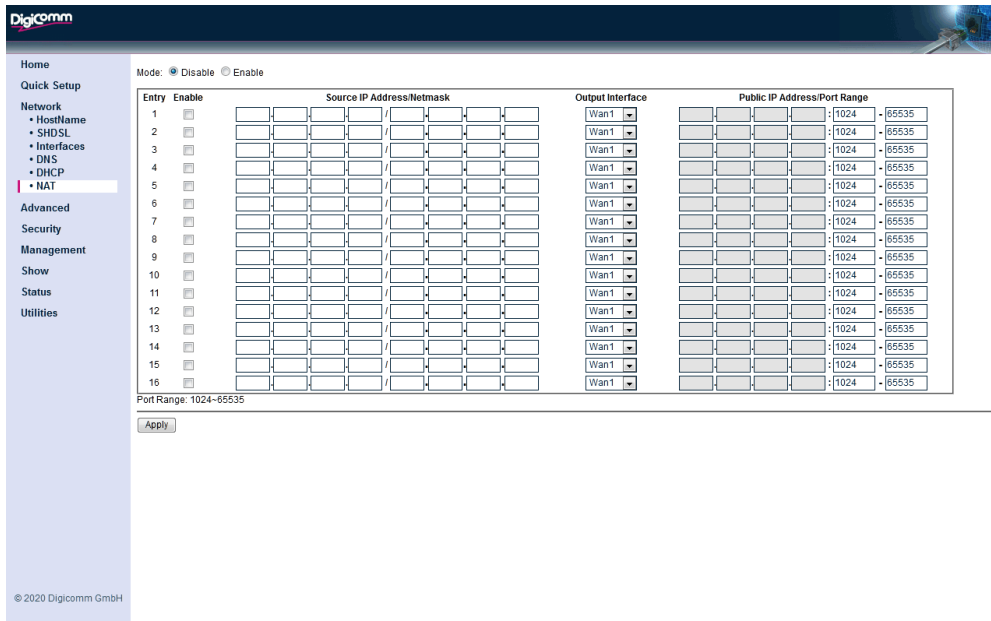 Digicomm
Home
Quick Setup
Network
• HostName
• SHDSL
• Interfaces
• DNS
• DHCP
• NAT
Advanced
Security
Management
Show
Status
Utilities
© 2020 Digicomm GmbH
Mode: Disable Enable
Entry Enable Source IP Address/Netmask Output Interface Public IP Address/Port Range
1 . . . / . . . Wan1 . . . : 1024 - 65535
2 . . . / . . . Wan1 . . . : 1024 - 65535
3 . . . / . . . Wan1 . . . : 1024 - 65535
4 . . . / . . . Wan1 . . . : 1024 - 65535
5 . . . / . . . Wan1 . . . : 1024 - 65535
6 . . . / . . . Wan1 . . . : 1024 - 65535
7 . . . / . . . Wan1 . . . : 1024 - 65535
8 . . . / . . . Wan1 . . . : 1024 - 65535
9 . . . / . . . Wan1 . . . : 1024 - 65535
10 . . . / . . . Wan1 . . . : 1024 - 65535
11 . . . / . . . Wan1 . . . : 1024 - 65535
12 . . . / . . . Wan1 . . . : 1024 - 65535
13 . . . / . . . Wan1 . . . : 1024 - 65535
14 . . . / . . . Wan1 . . . : 1024 - 65535
15 . . . / . . . Wan1 . . . : 1024 - 65535
16 . . . / . . . Wan1 . . . : 1024 - 65535
Port Range: 1024~65535
Apply